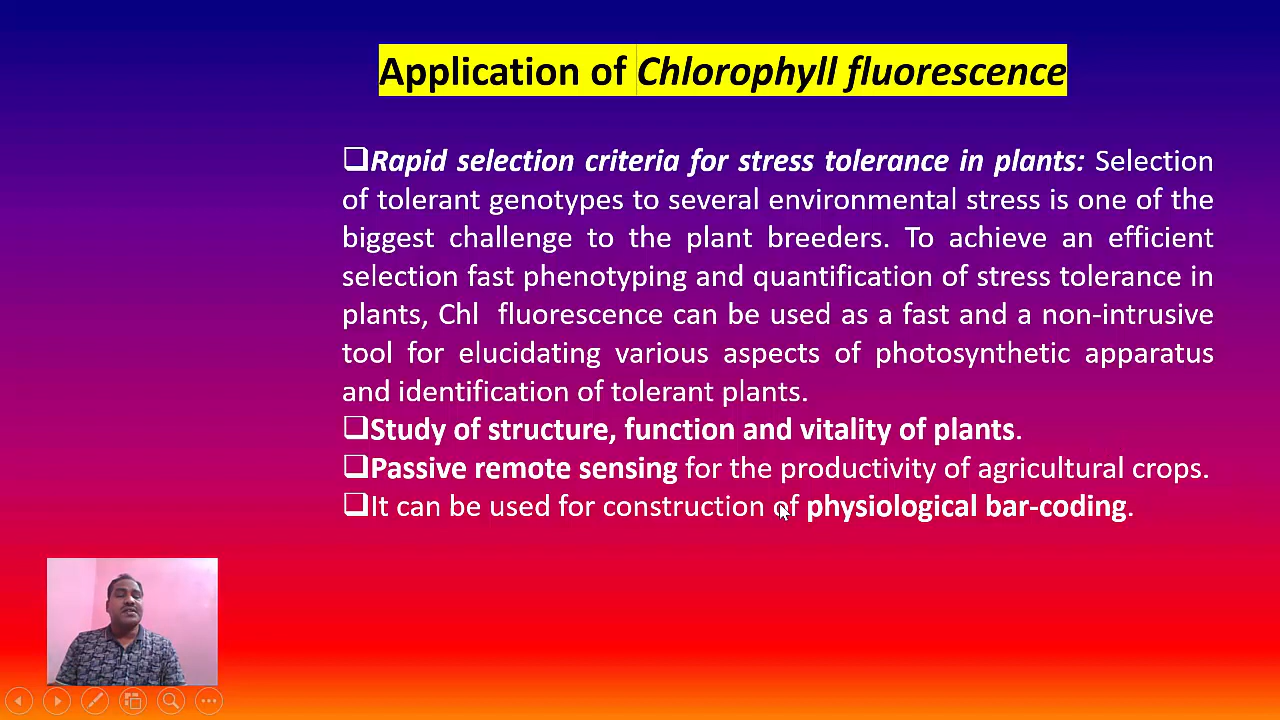 Application of Chlorophyll fluorescence
❑Rapid selection criteria for stress tolerance in plants: Selection
of tolerant genotypes to several environmental stress is one of the
biggest challenge to the plant breeders. To achieve an efficient
selection fast phenotyping and quantification of stress tolerance in
plants, Chl fluorescence can be used as a fast and a non-intrusive
tool for elucidating various aspects of photosynthetic apparatus
and identification of tolerant plants.
❑Study of structure, function and vitality of plants.
❑Passive remote sensing for the productivity of agricultural crops.
❑It can be used for construction of physiological bar-coding.